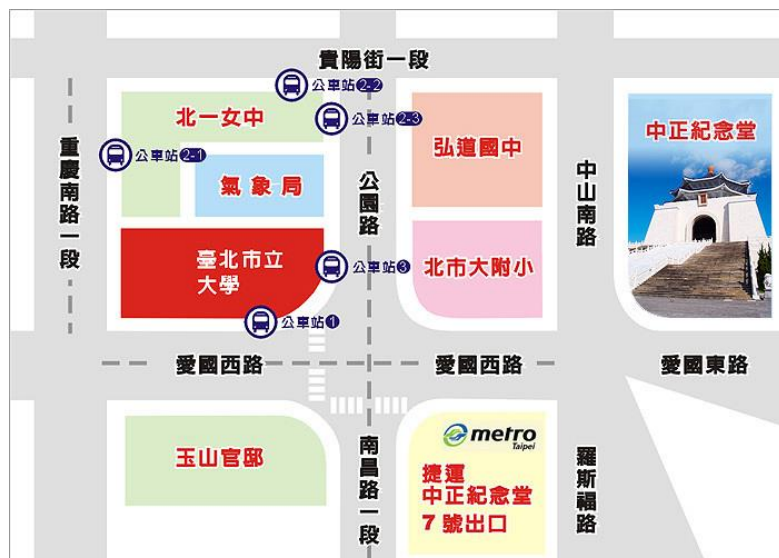 貴陽街一段
公車站2-2
北一女中
公車站2-3
中正紀念堂
弘道國中
公車站2-1
重慶南路一段
氣象局
公園路
中山南路
臺北市立
大學
公車站3
北市大附小
公車站1
愛國西路
愛國西路
愛國東路
metro
Taipei
玉山官邸
南昌路一段
捷運
中正紀念堂
7號出口
羅斯福路